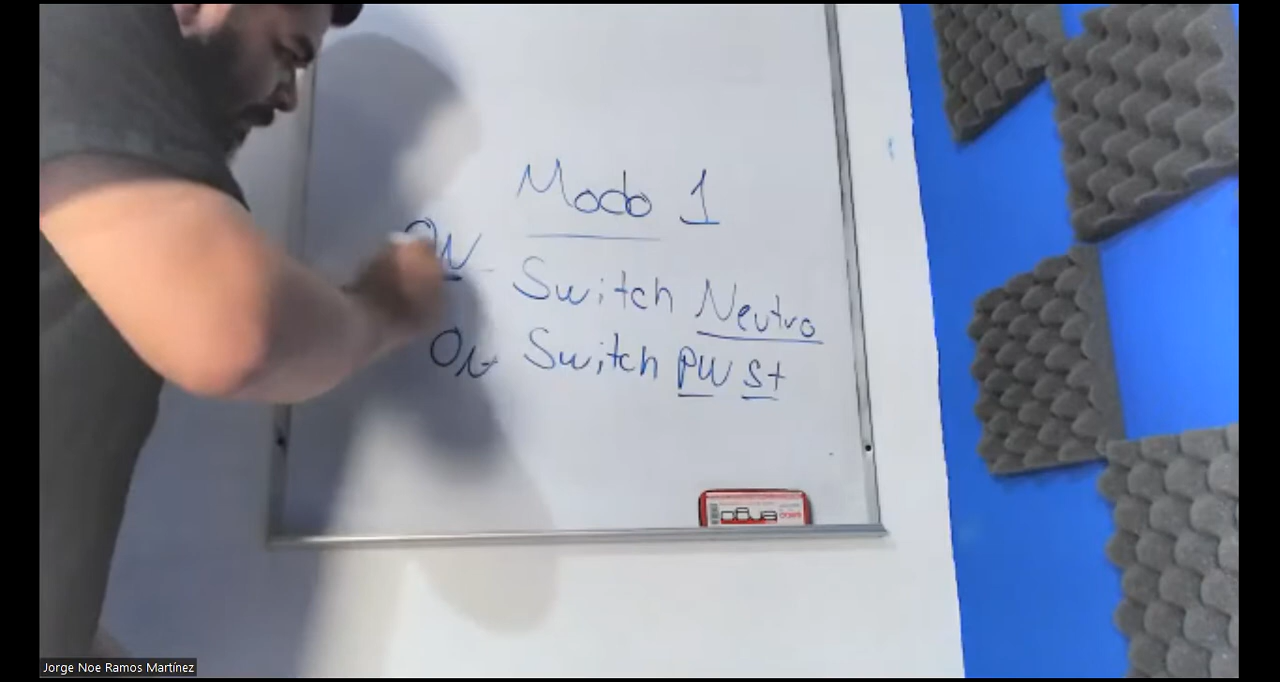 Modo 1
ON Switch Neutro
ON Switch PW St
Jorge Noe Ramos Martínez